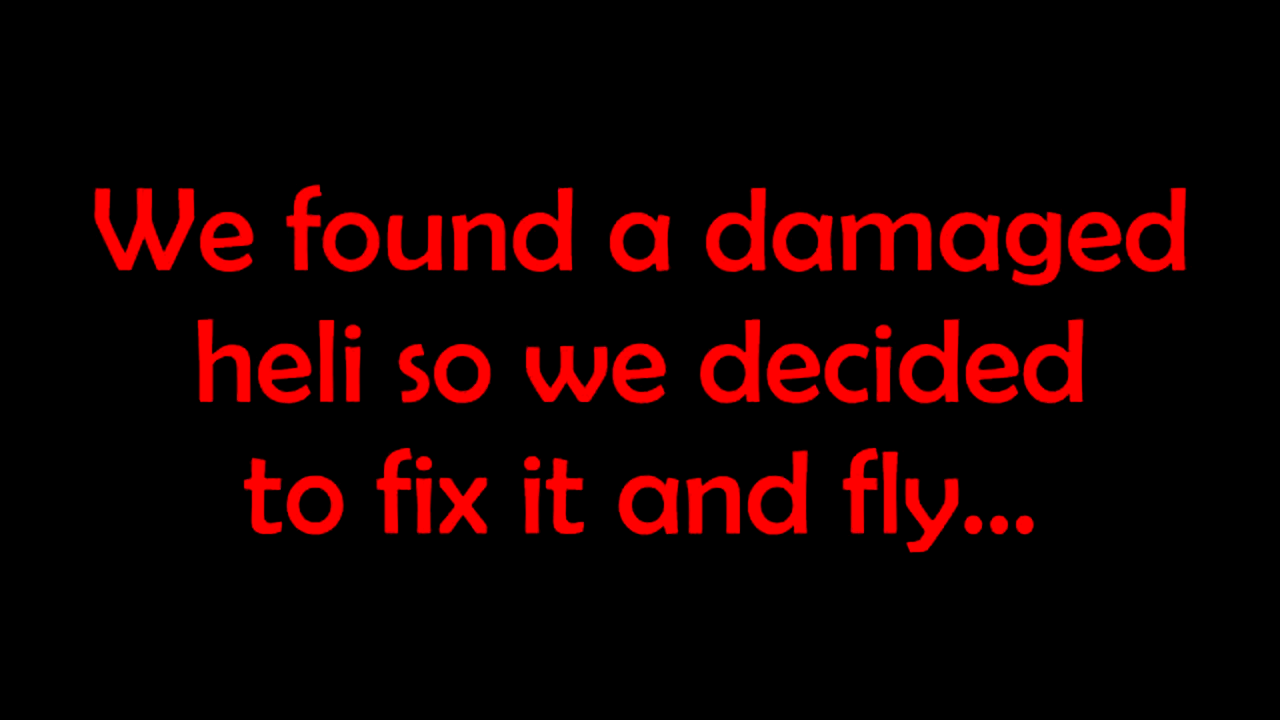 We found a damaged
heli so we decided
to fix it and fly...